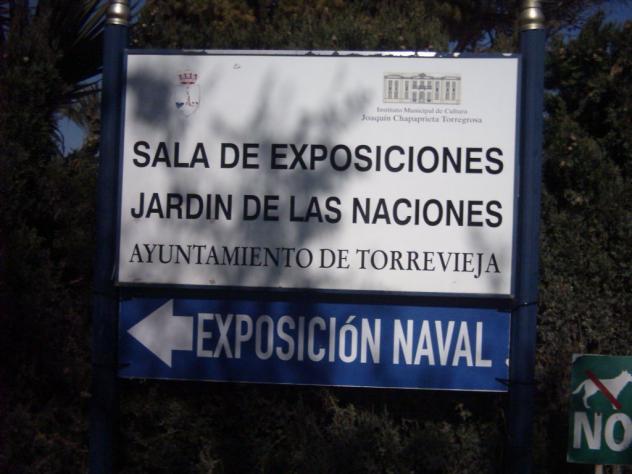 Instituto Municipal de Cultura
Joaquín Chapaprieta Torregrosa
SALA DE EXPOSICIONES
JARDIN DE LAS NACIONES
AYUNTAMIENTO DE TORREVIEJA
EXPOSICIÓN NAVAL .
NO